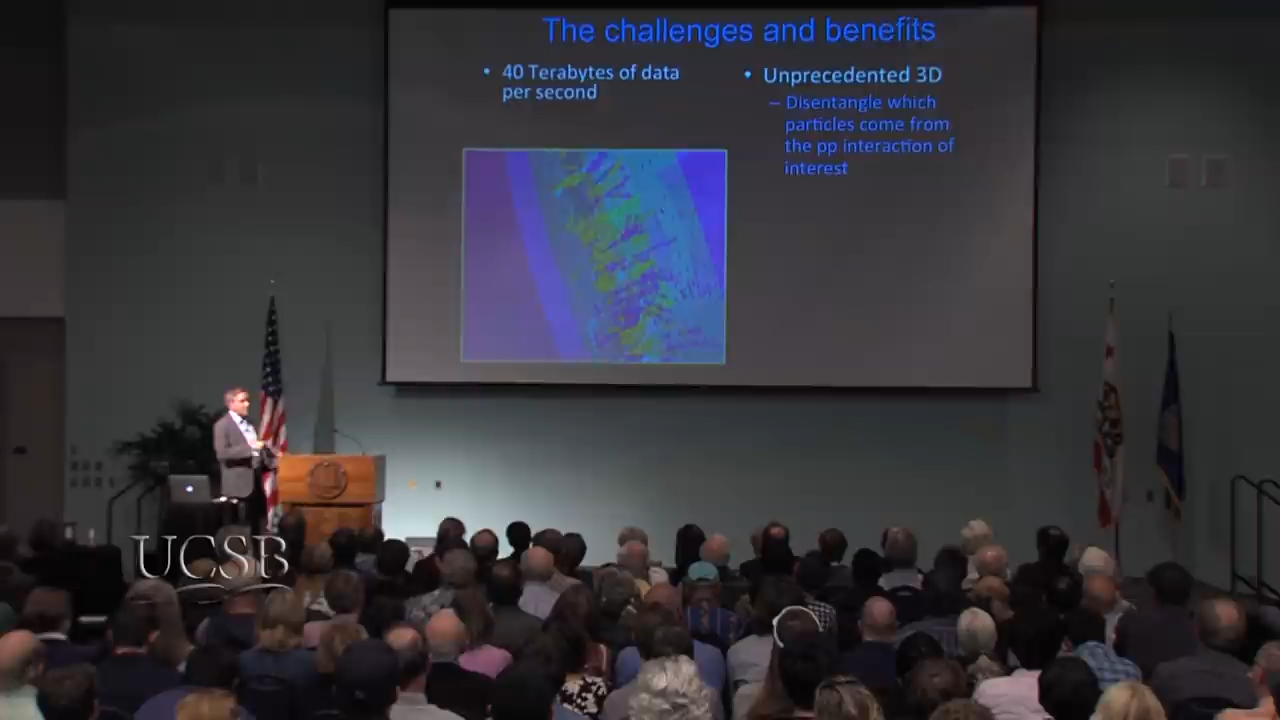 The challenges and benefits
• 40 Terabytes of data
per second
• Unprecedented 3D
– Disentangle which
particles come from
the pp interaction of
interest
UCSB